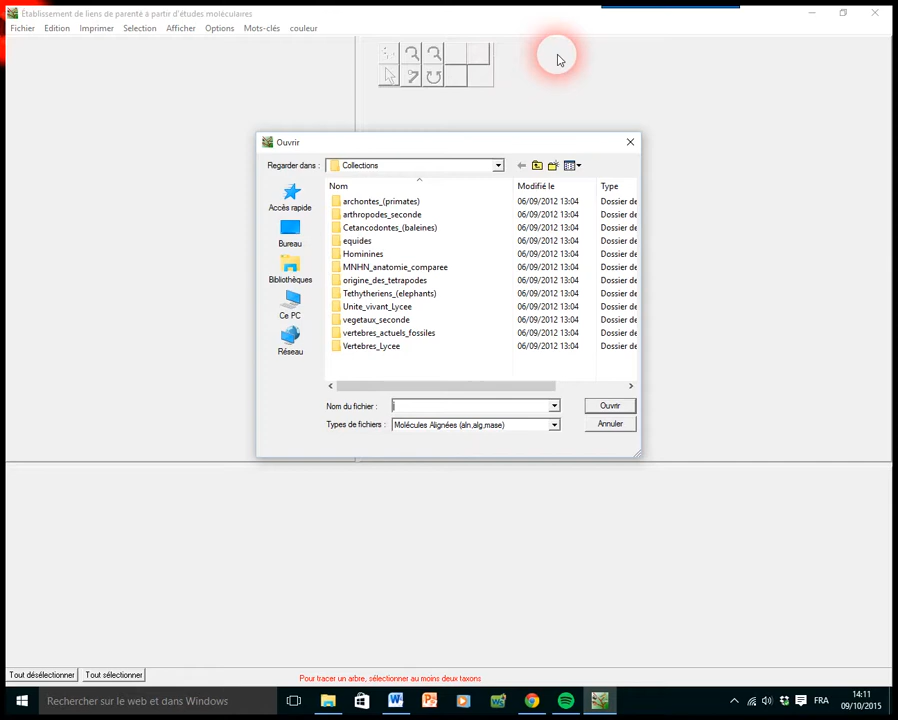 Établissement de liens de parenté à partir d'études moléculaires
Fichier Edition Imprimer Selection Afficher Options Mots-clés couleur
Ouvrir
Regarder dans : Collections
Nom Modifié le Type
archontes_(primates) 06/09/2012 13:04 Dossier de
arthropodes_seconde 06/09/2012 13:04 Dossier de
Cetancodontes_(baleines) 06/09/2012 13:04 Dossier de
equides 06/09/2012 13:04 Dossier de
Hominines 06/09/2012 13:04 Dossier de
MNHN_anatomie_comparee 06/09/2012 13:04 Dossier de
origine_des_tetrapodes 06/09/2012 13:04 Dossier de
Tethytheriens_(elephants) 06/09/2012 13:04 Dossier de
Unite_vivant_Lycee 06/09/2012 13:04 Dossier de
vegetaux_seconde 06/09/2012 13:04 Dossier de
vertebres_actuels_fossiles 06/09/2012 13:04 Dossier de
Vertebres_Lycee 06/09/2012 13:04 Dossier de
Accès rapide
Bureau
Bibliothèques
Ce PC
Réseau
Nom du fichier : Ouvrir
Types de fichiers : Molécules Alignées (aln,alg,mase) Annuler
Tout désélectionner Tout sélectionner
Pour tracer un arbre, sélectionner au moins deux taxons
Rechercher sur le web et dans Windows
FRA
14:11
09/10/2015